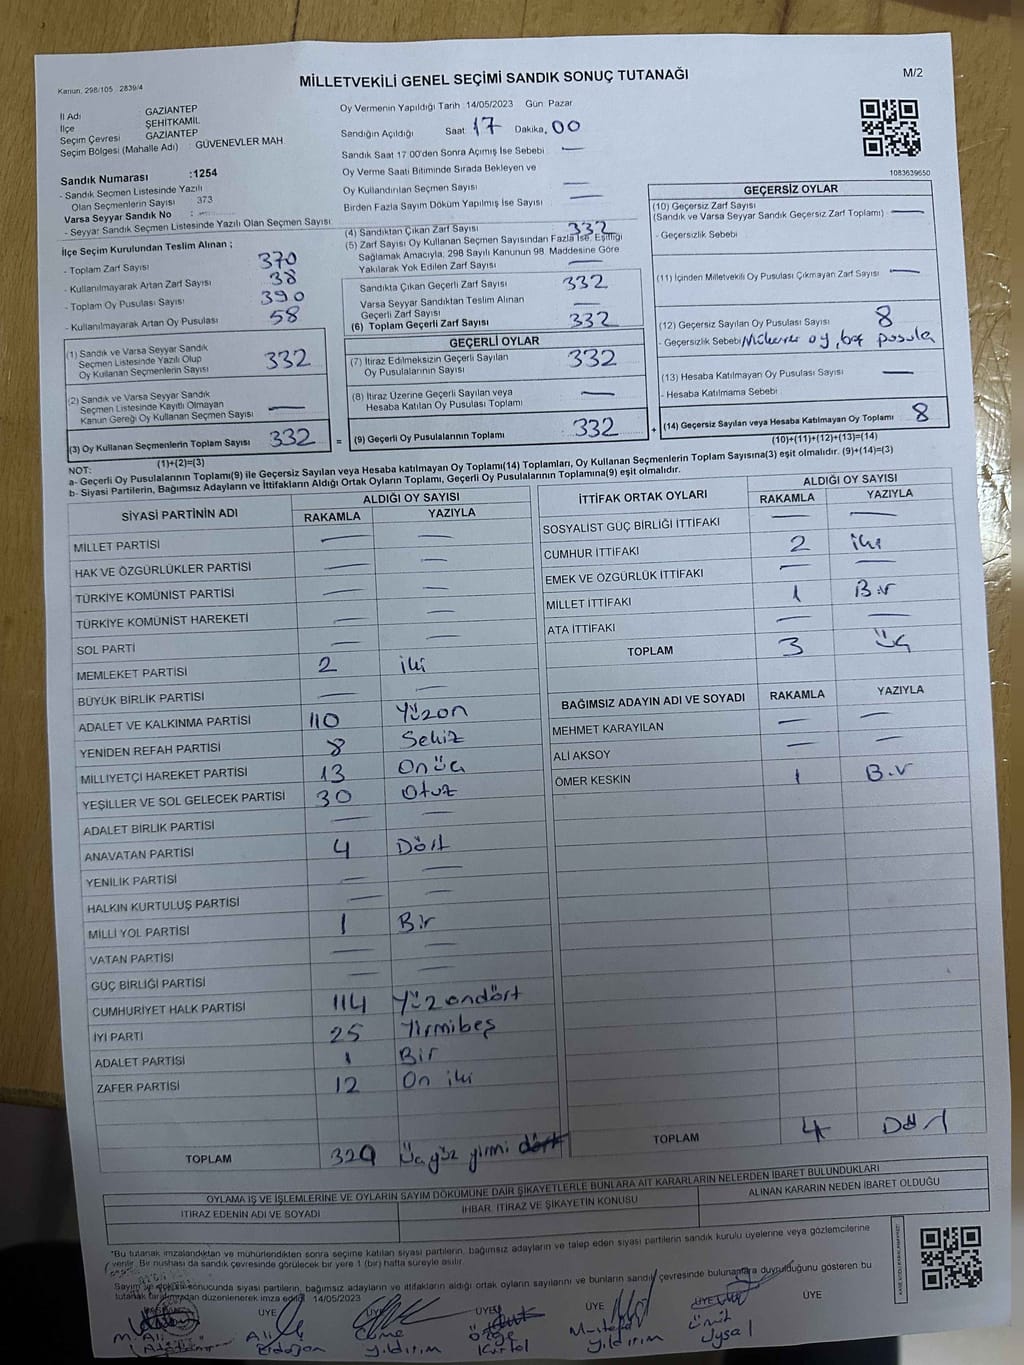 Kanun, 298/105 2839/4
MİLLETVEKİLİ GENEL SEÇİMİ SANDIK SONUÇ TUTANAĞI
M/2
İl Adı : GAZİANTEP
İlçe ŞEHİTKAMİL
Seçim Çevresi GAZİANTEP
Seçim Bölgesi (Mahalle Adı) : GÜVENEVLER MAH
Sandık Numarası :1254
- Sandık Seçmen Listesinde Yazılı
Olan Seçmenlerin Sayısı 373
Varsa Seyyar Sandık No :
- Seyyar Sandık Seçmen Listesinde Yazılı Olan Seçmen Sayısı
İlçe Seçim Kurulundan Teslim Alınan ;
- Toplam Zarf Sayısı 370
- Kullanılmayarak Artan Zarf Sayısı 38
- Toplam Oy Pusulası Sayısı 390
- Kullanılmayarak Artan Oy Pusulası 58
Oy Vermenin Yapıldığı Tarih : 14/05/2023 Gün: Pazar
Sandığın Açıldığı Saat: 17 Dakika, 00
Sandık Saat 17:00'den Sonra Açımış İse Sebebi : —
Oy Verme Saati Bitiminde Sırada Bekleyen ve
Oy Kullandırılan Seçmen Sayısı —
Birden Fazla Sayım Döküm Yapılmış İse Sayısı —
(4) Sandıktan Çıkan Zarf Sayısı 332
(5) Zarf Sayısı Oy Kullanan Seçmen Sayısından Fazla İse, Eşitliği
Sağlamak Amacıyla, 298 Sayılı Kanunun 98. Maddesine Göre
Yakılarak Yok Edilen Zarf Sayısı —
Sandıkta Çıkan Geçerli Zarf Sayısı 332
Varsa Seyyar Sandıktan Teslim Alınan
Geçerli Zarf Sayısı —
(6) Toplam Geçerli Zarf Sayısı 332
1083639650
GEÇERSİZ OYLAR
(10) Geçersiz Zarf Sayısı
(Sandık ve Varsa Seyyar Sandık Geçersiz Zarf Toplamı) —
- Geçersizlik Sebebi
(11) İçinden Milletvekili Oy Pusulası Çıkmayan Zarf Sayısı —
(12) Geçersiz Sayılan Oy Pusulası Sayısı 8
- Geçersizlik Sebebi Mükerrer oy, boş pusula
(13) Hesaba Katılmayan Oy Pusulası Sayısı —
- Hesaba Katılmama Sebebi
(14) Geçersiz Sayılan veya Hesaba Katılmayan Oy Toplamı 8
(10)+(11)+(12)+(13)=(14)
(1) Sandık ve Varsa Seyyar Sandık
Seçmen Listesinde Yazılı Olup
Oy Kullanan Seçmenlerin Sayısı 332
(2) Sandık ve Varsa Seyyar Sandık
Seçmen Listesinde Kayıtlı Olmayan
Kanun Gereği Oy Kullanan Seçmen Sayısı —
(3) Oy Kullanan Seçmenlerin Toplam Sayısı 332 =
(1)+(2)=(3)
GEÇERLİ OYLAR
(7) İtiraz Edilmeksizin Geçerli Sayılan
Oy Pusulalarının Sayısı 332
(8) İtiraz Üzerine Geçerli Sayılan veya
Hesaba Katılan Oy Pusulası Toplamı —
(9) Geçerli Oy Pusulalarının Toplamı 332 +
NOT:
a- Geçerli Oy Pusulalarının Toplamı(9) ile Geçersiz Sayılan veya Hesaba katılmayan Oy Toplamı(14) Toplamları, Oy Kullanan Seçmenlerin Toplam Sayısına(3) eşit olmalıdır. (9)+(14)=(3)
b- Siyasi Partilerin, Bağımsız Adayların ve İttifakların Aldığı Ortak Oyların Toplamı, Geçerli Oy Pusulalarının Toplamına(9) eşit olmalıdır.
SİYASİ PARTİNİN ADI ALDIĞI OY SAYISI
RAKAMLA YAZIYLA
MİLLET PARTİSİ — —
HAK VE ÖZGÜRLÜKLER PARTİSİ — —
TÜRKİYE KOMÜNİST PARTİSİ — —
TÜRKİYE KOMÜNİST HAREKETİ — —
SOL PARTİ — —
MEMLEKET PARTİSİ 2 iki
BÜYÜK BİRLİK PARTİSİ — —
ADALET VE KALKINMA PARTİSİ 110 Yüzon
YENİDEN REFAH PARTİSİ 8 Sekiz
MİLLİYETÇİ HAREKET PARTİSİ 13 Onüç
YEŞİLLER VE SOL GELECEK PARTİSİ 30 Otuz
ADALET BİRLİK PARTİSİ — —
ANAVATAN PARTİSİ 4 Dört
YENİLİK PARTİSİ — —
HALKIN KURTULUŞ PARTİSİ — —
MİLLİ YOL PARTİSİ 1 Bir
VATAN PARTİSİ — —
GÜÇ BİRLİĞİ PARTİSİ — —
CUMHURİYET HALK PARTİSİ 114 Yüzondört
İYİ PARTİ 25 Yirmibeş
ADALET PARTİSİ 1 Bir
ZAFER PARTİSİ 12 On iki
TOPLAM 329 Üçyüz yirmi
İTTİFAK ORTAK OYLARI ALDIĞI OY SAYISI
RAKAMLA YAZIYLA
SOSYALİST GÜÇ BİRLİĞİ İTTİFAKI — —
CUMHUR İTTİFAKI 2 iki
EMEK VE ÖZGÜRLÜK İTTİFAKI — —
MİLLET İTTİFAKI 1 Bir
ATA İTTİFAKI — —
TOPLAM 3 Üç
BAĞIMSIZ ADAYIN ADI VE SOYADI RAKAMLA YAZIYLA
MEHMET KARAYILAN — —
ALİ AKSOY — —
ÖMER KESKİN 1 Bir
TOPLAM 4 Dört
OYLAMA İŞ VE İŞLEMLERİNE VE OYLARIN SAYIM DÖKÜMÜNE DAİR ŞİKAYETLERLE BUNLARA AİT KARARLARIN NELERDEN İBARET BULUNDUKLARI
İTİRAZ EDENİN ADI VE SOYADI İHBAR, İTİRAZ VE ŞİKAYETİN KONUSU ALINAN KARARIN NEDEN İBARET OLDUĞU
*Bu tutanak imzalandıktan ve mühürlendikten sonra seçime katılan siyasi partilerin, bağımsız adayların ve talep eden siyasi partilerin sandık kurulu üyelerine veya gözlemcilerine
verilir. Bir nüshası da sandık çevresinde görülecek bir yere 1 (bir) hafta süreyle asılır.
Sayım ve döküm sonucunda siyasi partilerin, bağımsız adayların ve ittifakların aldığı ortak oyların sayılarını ve bunların sandık çevresinde bulunanlara duyrulduğunu gösteren bu
tutanak tarafımızdan düzenlenerek imza edildi. 14/05/2023
ÜYE ÜYE ÜYE ÜYE ÜYE ÜYE
M. Ali
Ali Erdoğan
Yıldırım
Özge Kurtol
Mustafa Yıldırım
Ümit Uysal